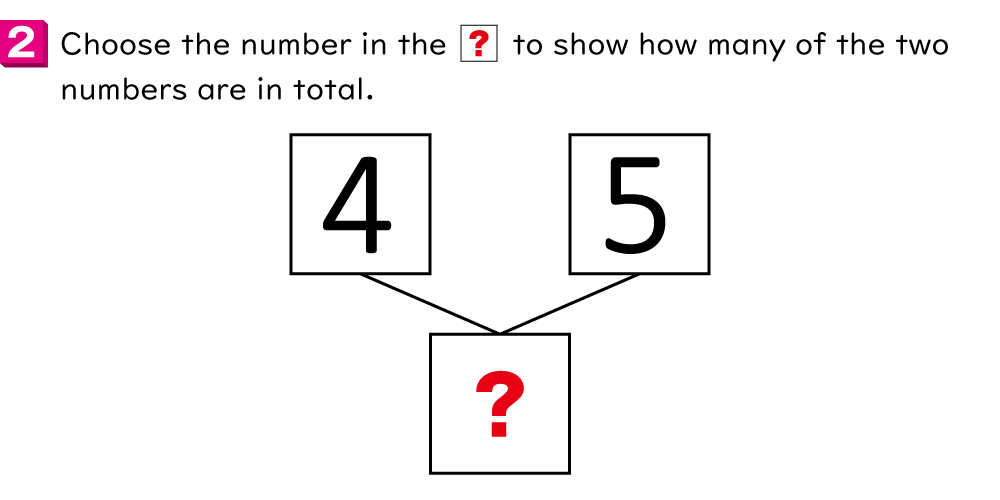 2 Choose the number in the ? to show how many of the two
numbers are in total.
4 5
?